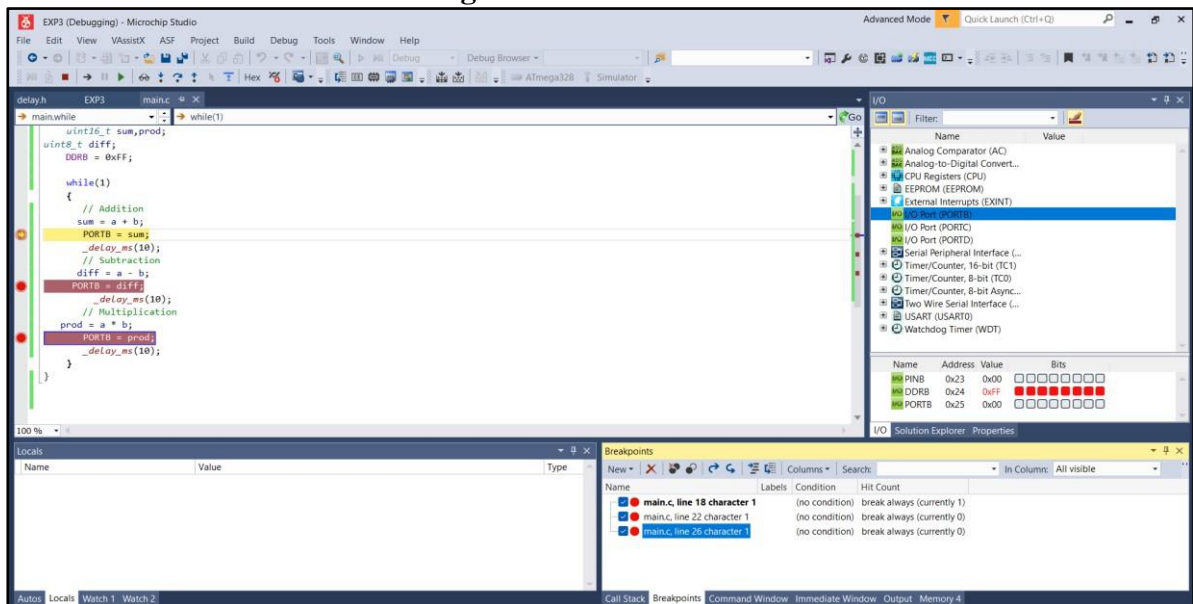 EXP3 (Debugging) - Microchip Studio
Advanced Mode
Quick Launch (Ctrl+Q)
File Edit View VAssistX ASF Project Build Debug Tools Window Help
Debug Debug Browser
Hex ATmega328 Simulator
delay.h EXP3 main.c
main.while while(1) Go
uint16_t sum,prod;
uint8_t diff;
DDRB = 0xFF;
while(1)
{
// Addition
sum = a + b;
PORTB = sum;
_delay_ms(10);
// Subtraction
diff = a - b;
PORTB = diff;
_delay_ms(10);
// Multiplication
prod = a * b;
PORTB = prod;
_delay_ms(10);
}
}
100 %
I/O
Filter:
Name Value
Analog Comparator (AC)
Analog-to-Digital Convert...
CPU Registers (CPU)
EEPROM (EEPROM)
External Interrupts (EXINT)
I/O Port (PORTB)
I/O Port (PORTC)
I/O Port (PORTD)
Serial Peripheral Interface (...
Timer/Counter, 16-bit (TC1)
Timer/Counter, 8-bit (TC0)
Timer/Counter, 8-bit Async...
Two Wire Serial Interface (...
USART (USART0)
Watchdog Timer (WDT)
Name Address Value Bits
PINB 0x23 0x00
DDRB 0x24 0xFF
PORTB 0x25 0x00
I/O Solution Explorer Properties
Locals
Name Value Type
Autos Locals Watch 1 Watch 2
Breakpoints
New Columns Search: In Column: All visible
Name Labels Condition Hit Count
main.c, line 18 character 1 (no condition) break always (currently 1)
main.c, line 22 character 1 (no condition) break always (currently 0)
main.c, line 26 character 1 (no condition) break always (currently 0)
Call Stack Breakpoints Command Window Immediate Window Output Memory 4